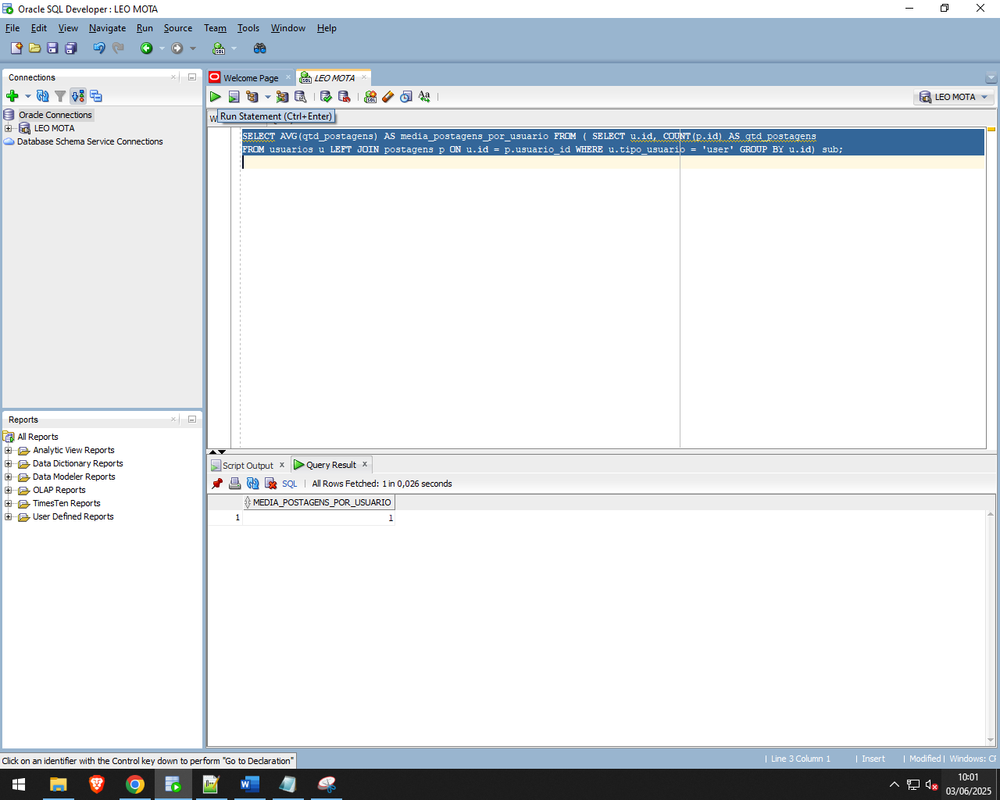 Oracle SQL Developer : LEO MOTA
File Edit View Navigate Run Source Team Tools Window Help
Connections
Oracle Connections
LEO MOTA
Database Schema Service Connections
Reports
All Reports
Analytic View Reports
Data Dictionary Reports
Data Modeler Reports
OLAP Reports
TimesTen Reports
User Defined Reports
Welcome Page
LEO MOTA
LEO MOTA
Run Statement (Ctrl+Enter)
SELECT AVG(qtd_postagens) AS media_postagens_por_usuario FROM ( SELECT u.id, COUNT(p.id) AS qtd_postagens
FROM usuarios u LEFT JOIN postagens p ON u.id = p.usuario_id WHERE u.tipo_usuario = 'user' GROUP BY u.id) sub;
Script Output
Query Result
SQL
All Rows Fetched: 1 in 0,026 seconds
MEDIA_POSTAGENS_POR_USUARIO
1 1
Click on an identifier with the Control key down to perform "Go to Declaration"
Line 3 Column 1
Insert
Modified
Windows:
10:01
03/06/2025